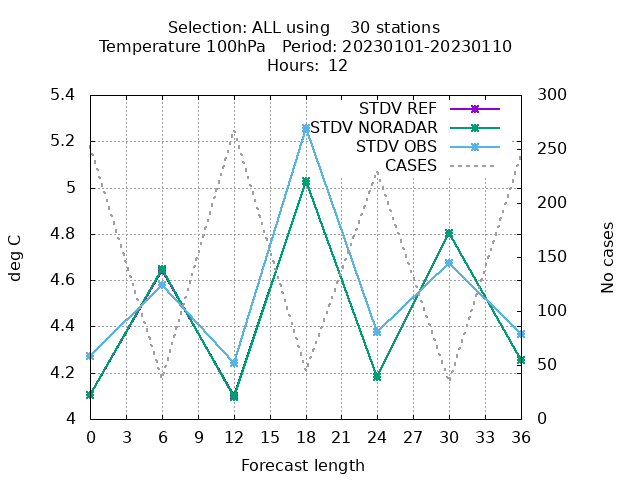 Selection: ALL using    30 stations
Temperature 100hPa   Period: 20230101-20230110
Hours:  12
STDV REF
STDV NORADAR
STDV OBS
CASES
5.4
5.2
5
4.8
4.6
4.4
4.2
4
deg C
300
250
200
150
100
50
0
No cases
0 3 6 9 12 15 18 21 24 27 30 33 36
Forecast length